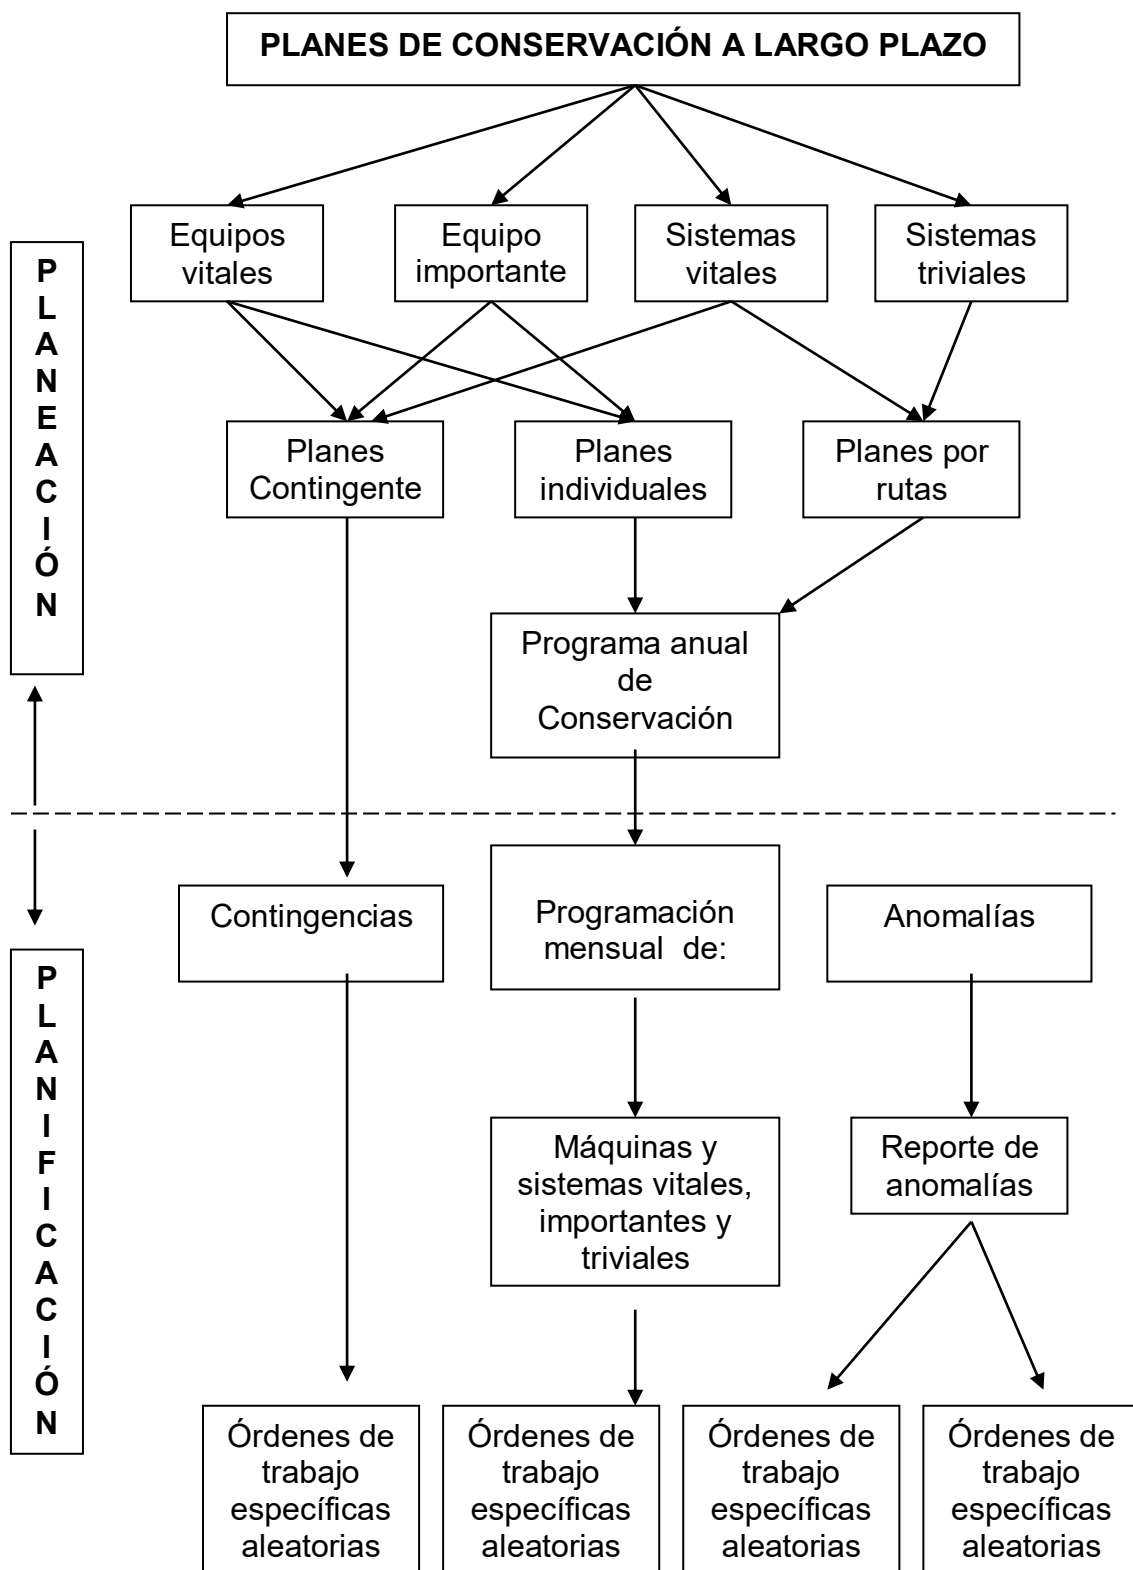 PLANES DE CONSERVACIÓN A LARGO PLAZO
Equipos
vitales
Equipo
importante
Sistemas
vitales
Sistemas
triviales
P
L
A
N
E
A
C
I
Ó
N
Planes
Contingente
Planes
individuales
Planes por
rutas
Programa anual
de
Conservación
Contingencias
Programación
mensual de:
Anomalías
P
L
A
N
I
F
I
C
A
C
I
Ó
N
Máquinas y
sistemas vitales,
importantes y
triviales
Reporte de
anomalías
Órdenes de
trabajo
específicas
aleatorias
Órdenes de
trabajo
específicas
aleatorias
Órdenes de
trabajo
específicas
aleatorias
Órdenes de
trabajo
específicas
aleatorias